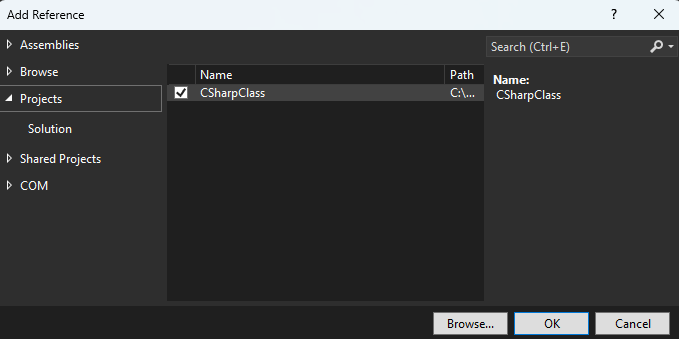 Add Reference
?
Assemblies
Browse
Projects
Solution
Shared Projects
COM
Name Path
CSharpClass C:\...
Search (Ctrl+E)
Name:
CSharpClass
Browse... OK Cancel